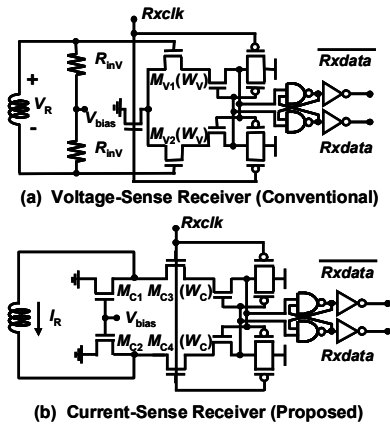 Rxclk
RinV
+
VR
-
Vbias
RinV
MV1(WV)
MV2(WV)
Rxdata
Rxdata
(a) Voltage-Sense Receiver (Conventional)
Rxclk
MC1 MC3 (WC)
IR
Vbias
MC2 MC4 (WC)
Rxdata
Rxdata
(b) Current-Sense Receiver (Proposed)